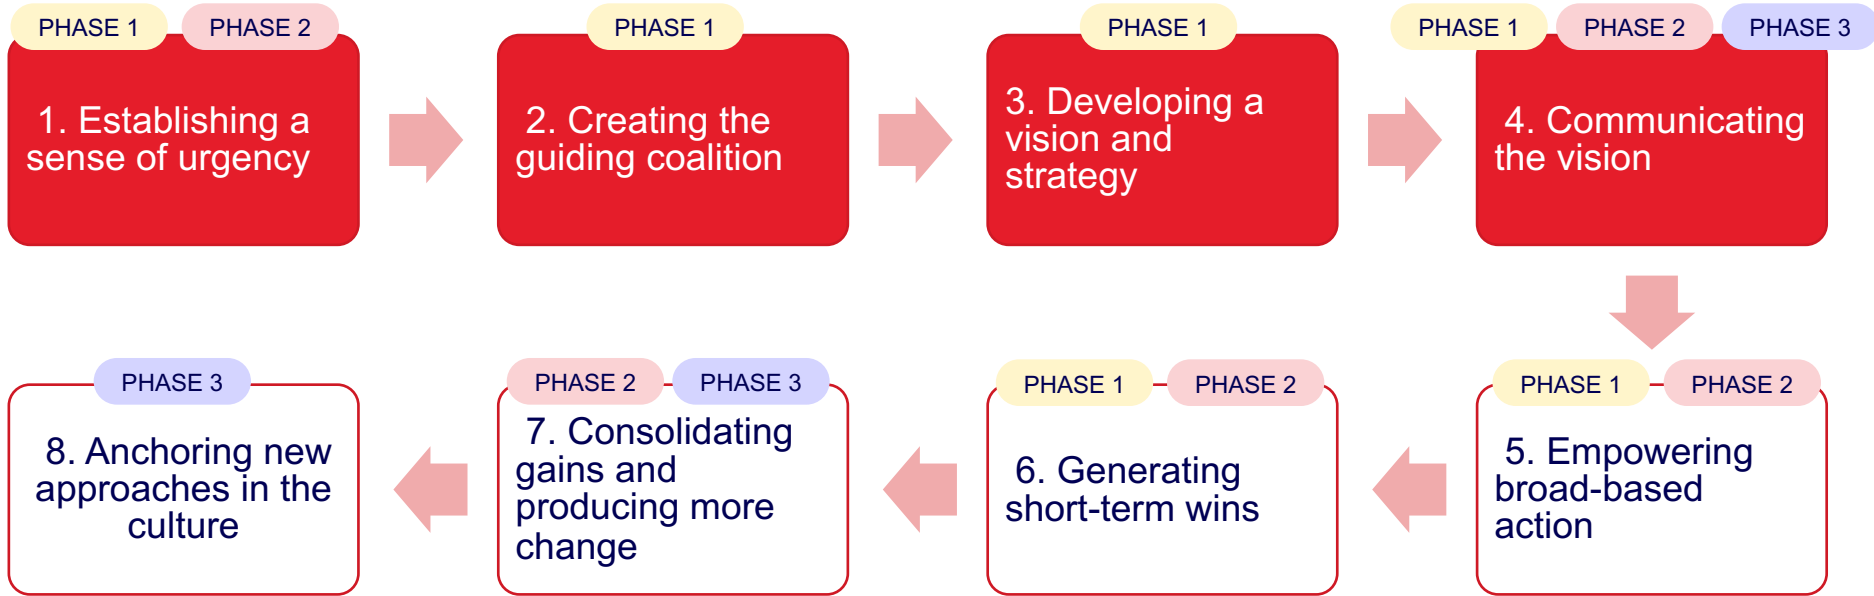 PHASE 1
PHASE 2
1. Establishing a
sense of urgency
PHASE 1
2. Creating the
guiding coalition
PHASE 1
3. Developing a
vision and
strategy
PHASE 1
PHASE 2
PHASE 3
4. Communicating
the vision
PHASE 1
PHASE 2
5. Empowering
broad-based
action
PHASE 1
PHASE 2
6. Generating
short-term wins
PHASE 2
PHASE 3
7. Consolidating
gains and
producing more
change
PHASE 3
8. Anchoring new
approaches in the
culture